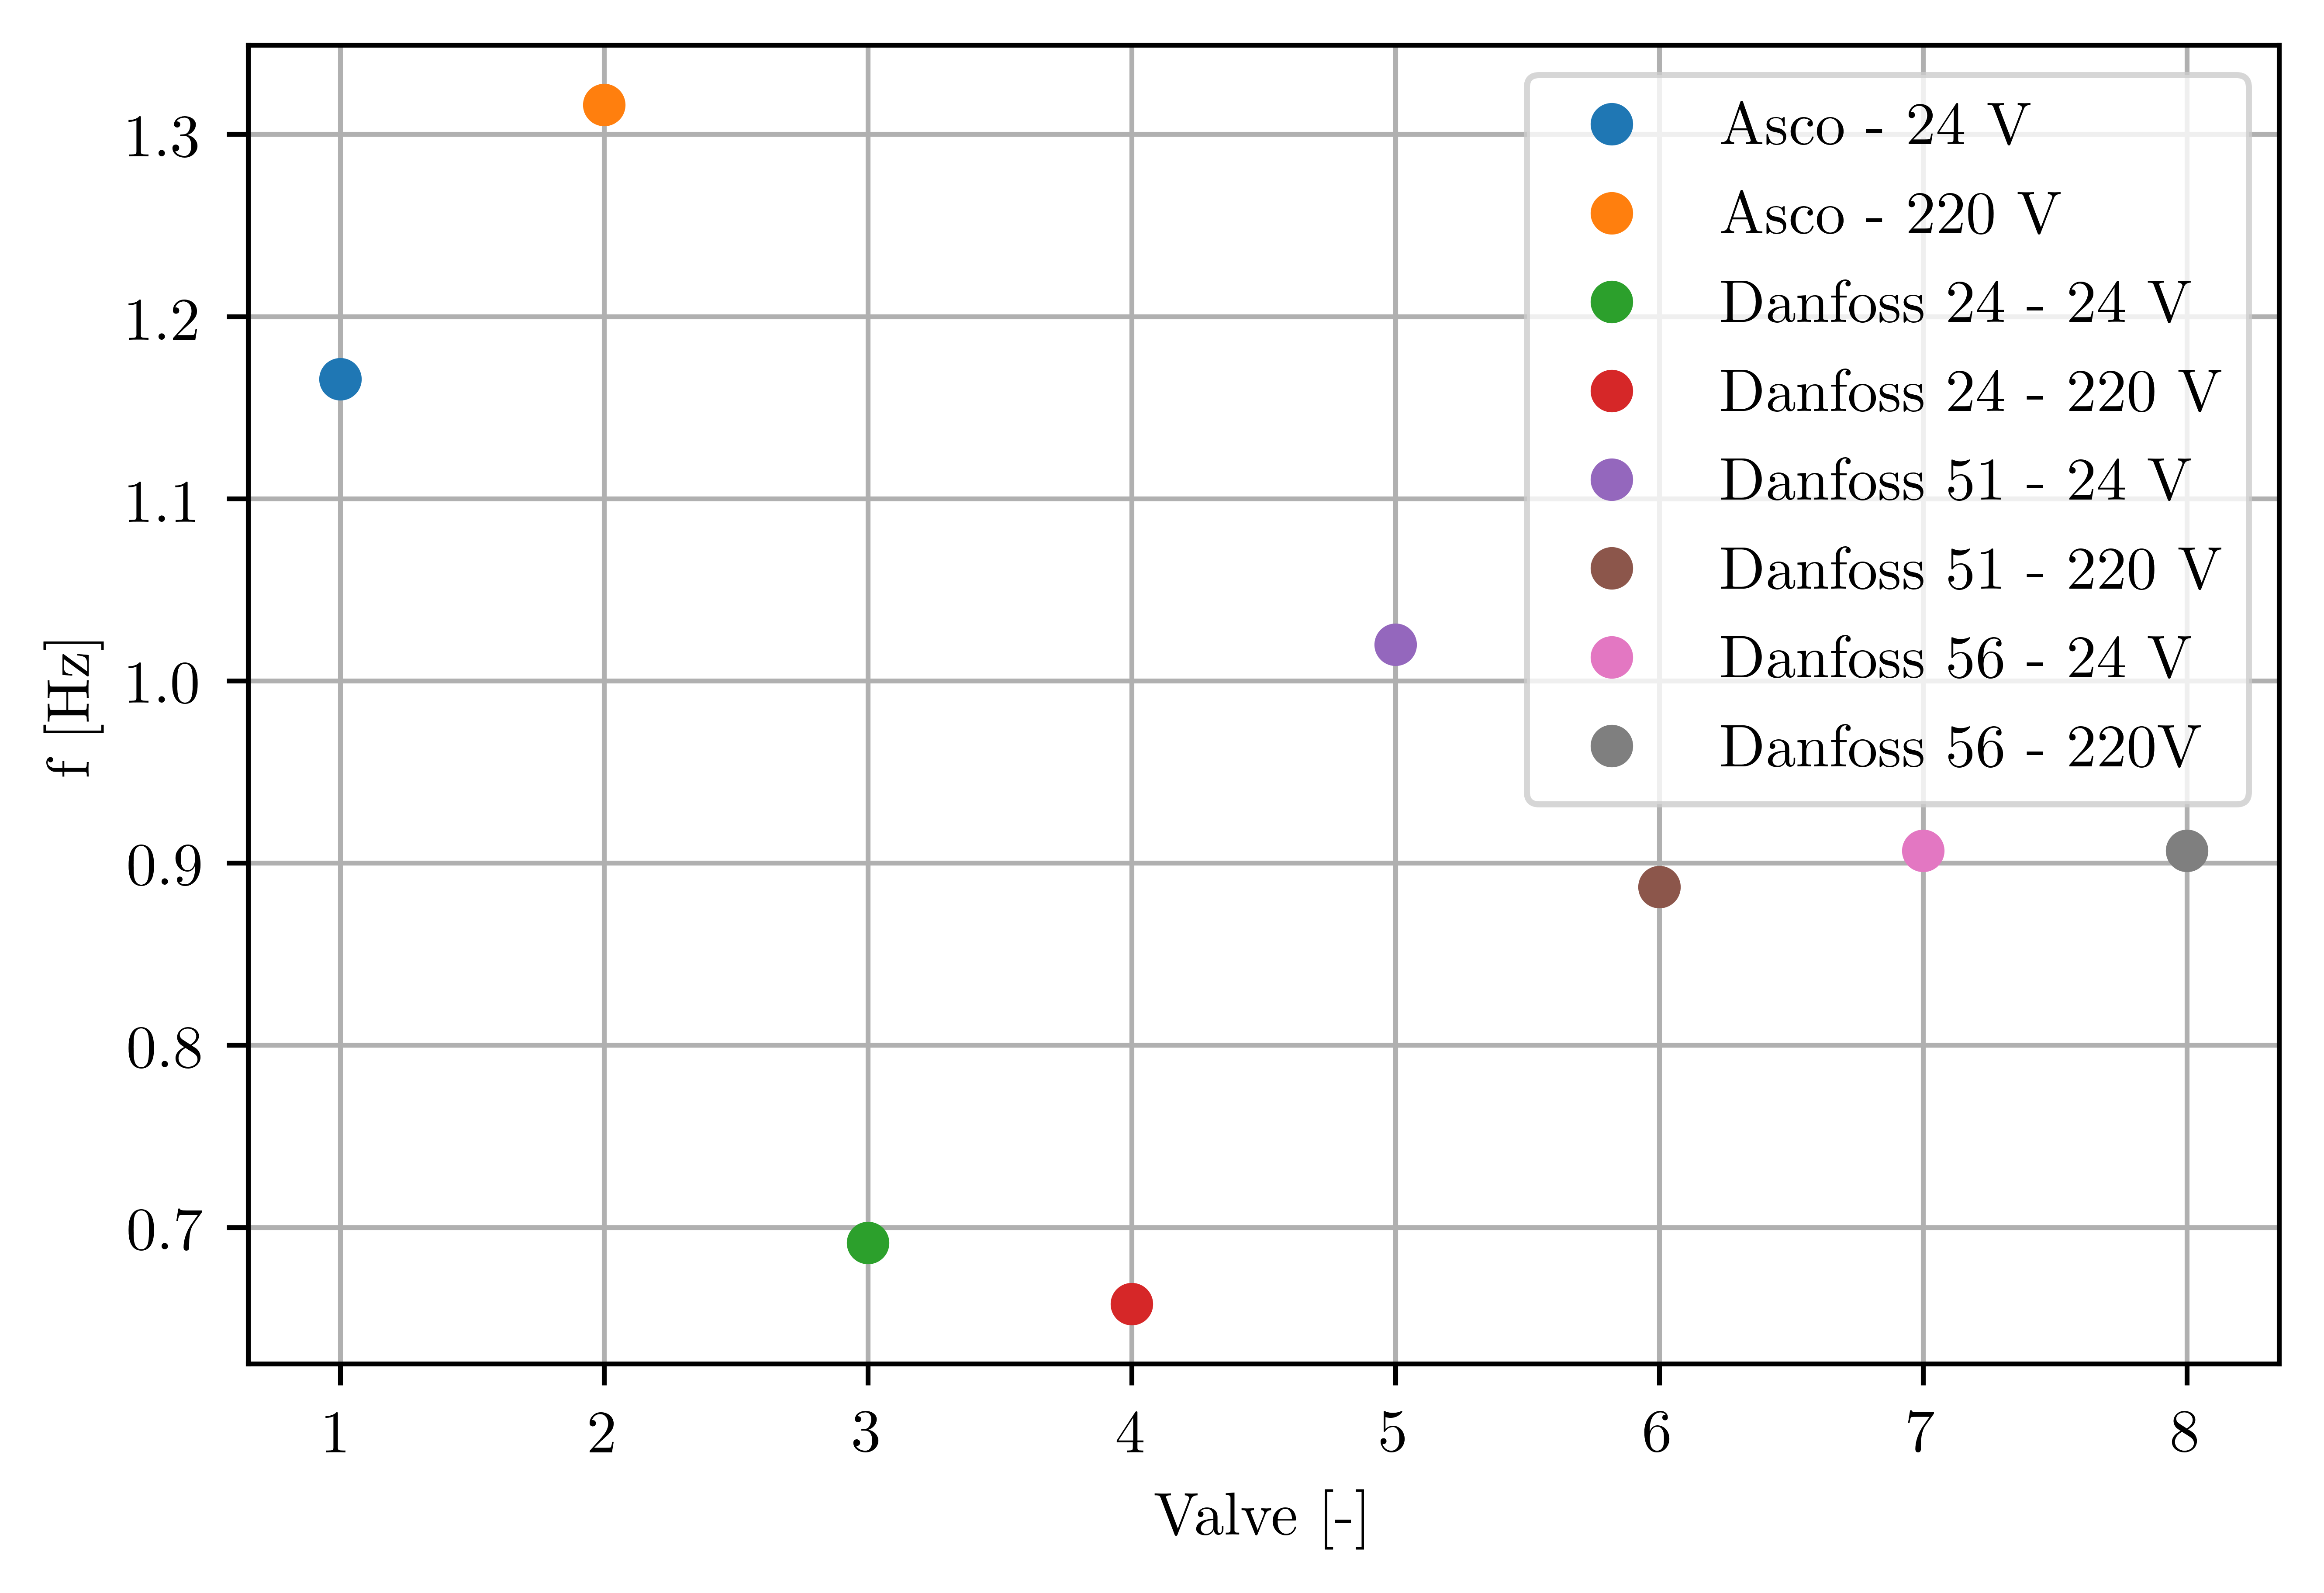 1.3
1.2
1.1
1.0
0.9
0.8
0.7
f [Hz]
Asco - 24 V
Asco - 220 V
Danfoss 24 - 24 V
Danfoss 24 - 220 V
Danfoss 51 - 24 V
Danfoss 51 - 220 V
Danfoss 56 - 24 V
Danfoss 56 - 220V
1 2 3 4 5 6 7 8
Valve [-]